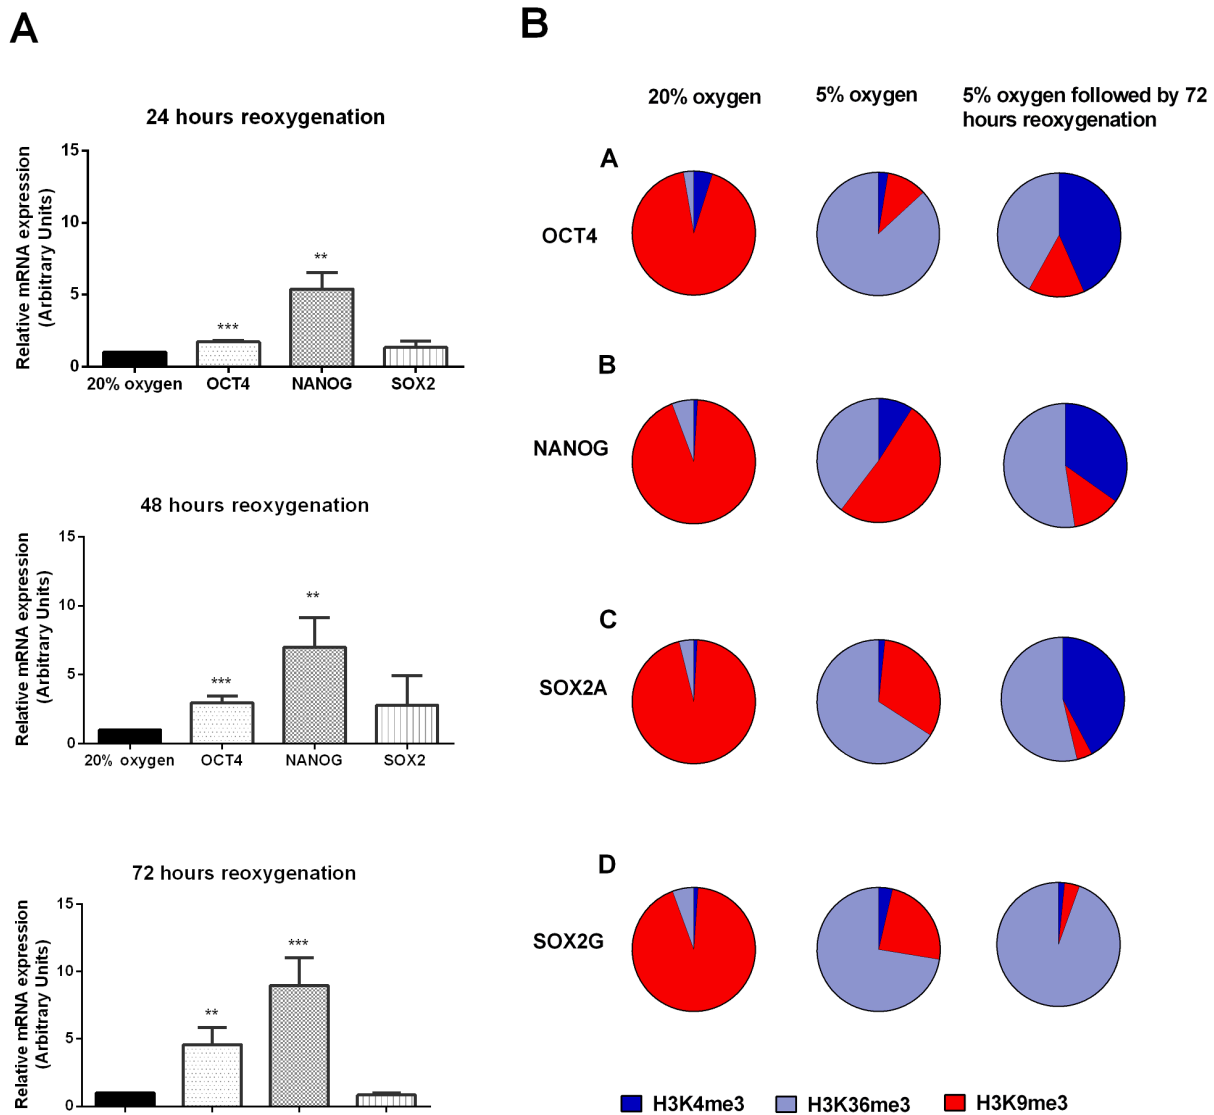 A
24 hours reoxygenation
Relative mRNA expression
(Arbitrary Units)
15
10
5
0
***
**
20% oxygen OCT4 NANOG SOX2
48 hours reoxygenation
Relative mRNA expression
(Arbitrary Units)
15
10
5
0
***
**
20% oxygen OCT4 NANOG SOX2
72 hours reoxygenation
Relative mRNA expression
(Arbitrary Units)
15
10
5
0
**
***
B
20% oxygen 5% oxygen 5% oxygen followed by 72
hours reoxygenation
A
OCT4
B
NANOG
C
SOX2A
D
SOX2G
H3K4me3 H3K36me3 H3K9me3